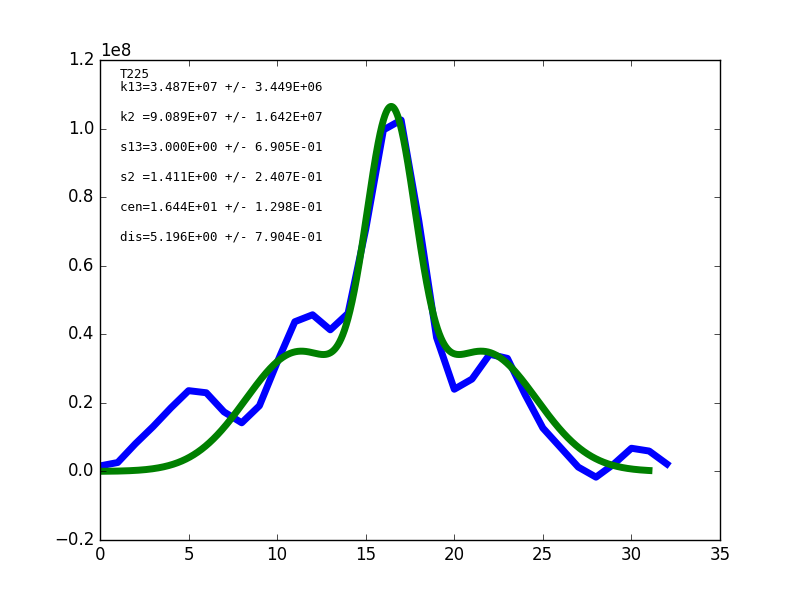 1e8
1.2
1.0
0.8
0.6
0.4
0.2
0.0
−0.2
T225
k13=3.487E+07 +/- 3.449E+06
k2 =9.089E+07 +/- 1.642E+07
s13=3.000E+00 +/- 6.905E-01
s2 =1.411E+00 +/- 2.407E-01
cen=1.644E+01 +/- 1.298E-01
dis=5.196E+00 +/- 7.904E-01
0 5 10 15 20 25 30 35